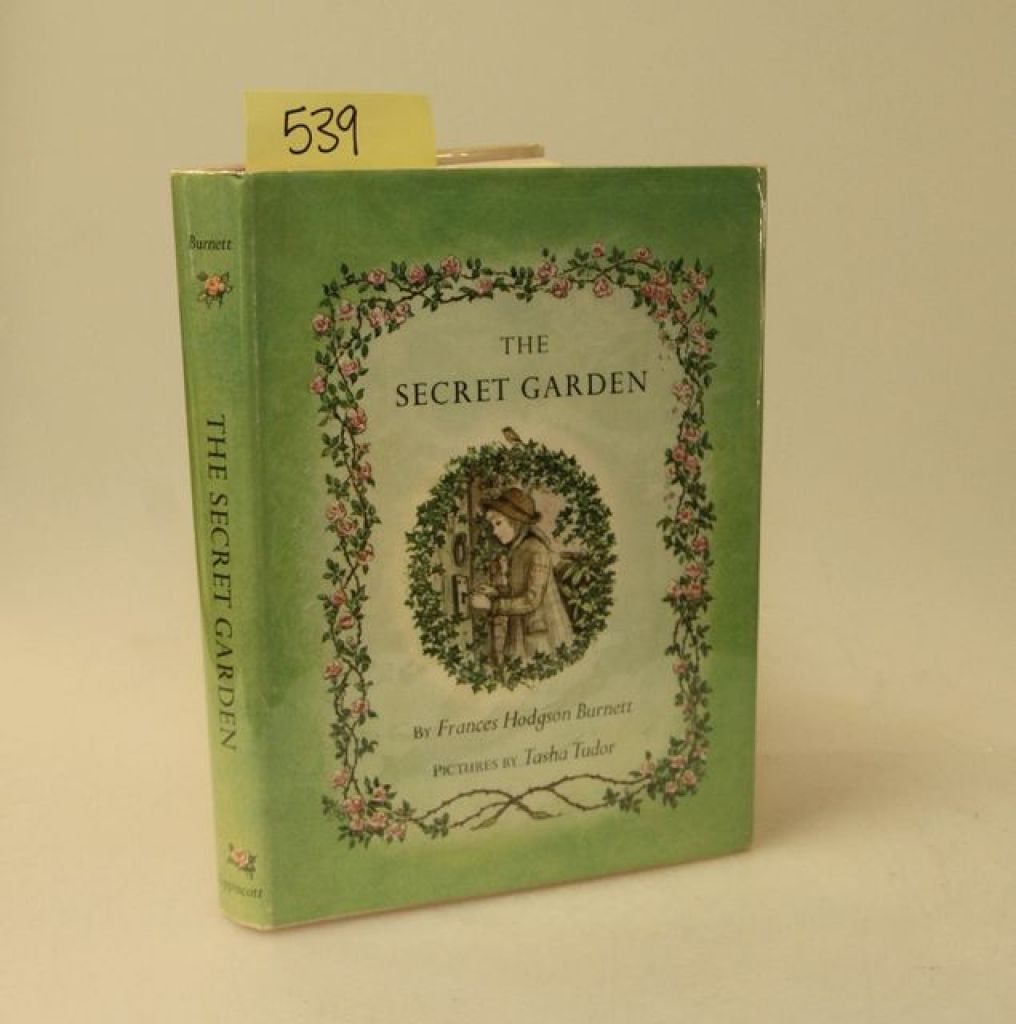 539
Burnett
THE SECRET GARDEN
THE
SECRET GARDEN
BY Frances Hodgson Burnett
PICTURES BY Tasha Tudor